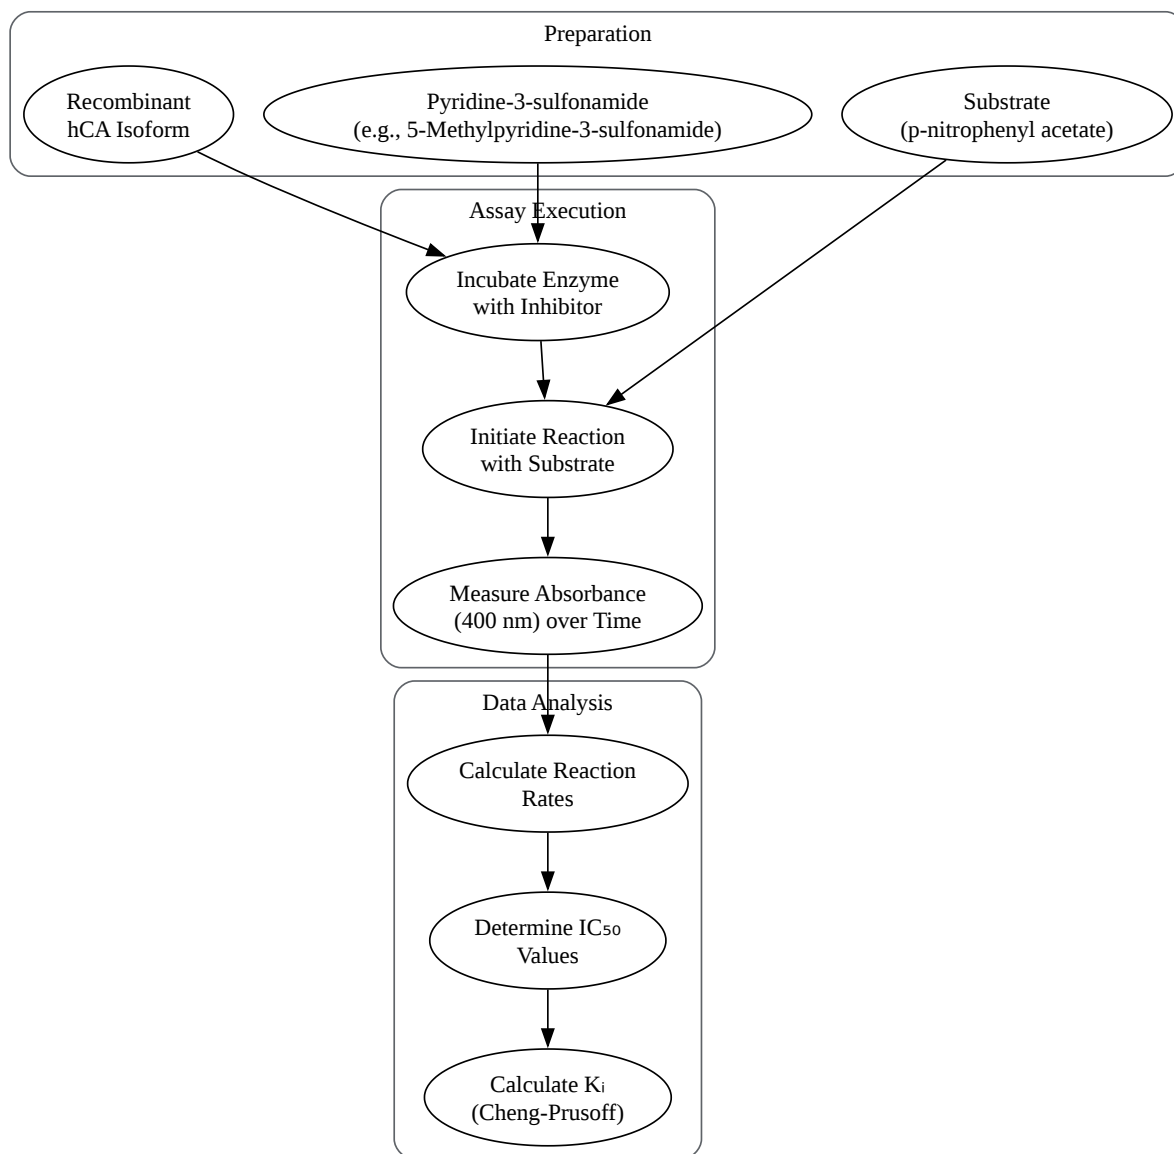 Preparation
Recombinant
hCA Isoform
Pyridine-3-sulfonamide
(e.g., 5-Methylpyridine-3-sulfonamide)
Substrate
(p-nitrophenyl acetate)
Assay Execution
Incubate Enzyme
with Inhibitor
Initiate Reaction
with Substrate
Measure Absorbance
(400 nm) over Time
Data Analysis
Calculate Reaction
Rates
Determine IC₅₀
Values
Calculate Kᵢ
(Cheng-Prusoff)